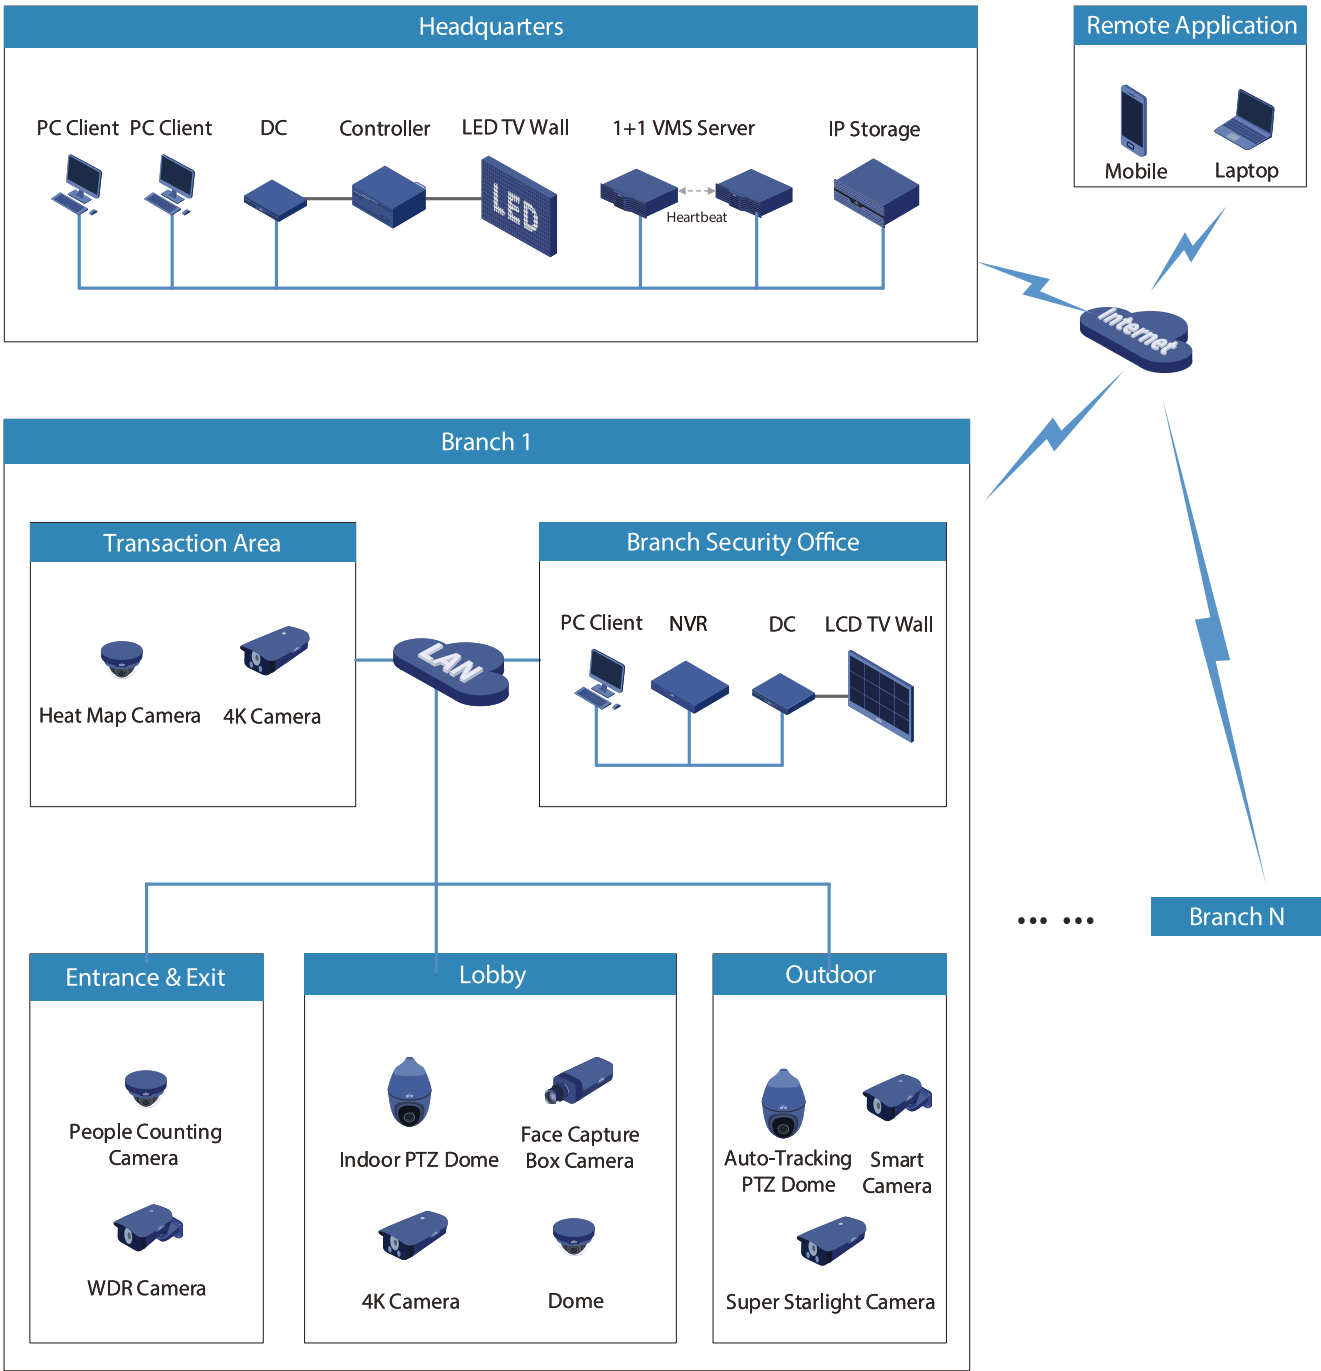 Headquarters
Remote Application
PC Client
PC Client
DC
Controller
LED TV Wall
1+1 VMS Server
IP Storage
LED
Heartbeat
Mobile
Laptop
Internet
Branch 1
Transaction Area
Branch Security Office
PC Client
NVR
DC
LCD TV Wall
LAN
Heat Map Camera
4K Camera
... ...
Branch N
Entrance & Exit
Lobby
Outdoor
People Counting
Camera
WDR Camera
Indoor PTZ Dome
Face Capture
Box Camera
4K Camera
Dome
Auto-Tracking
PTZ Dome
Smart
Camera
Super Starlight Camera